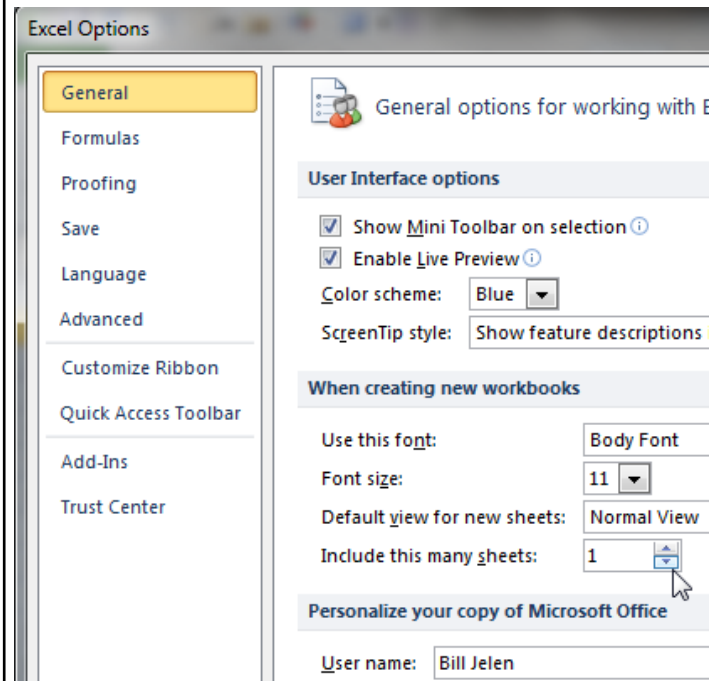 Excel Options
General
Formulas
Proofing
Save
Language
Advanced
Customize Ribbon
Quick Access Toolbar
Add-Ins
Trust Center
General options for working with E
User Interface options
Show Mini Toolbar on selection
Enable Live Preview
Color scheme: Blue
ScreenTip style: Show feature descriptions
When creating new workbooks
Use this font: Body Font
Font size: 11
Default view for new sheets: Normal View
Include this many sheets: 1
Personalize your copy of Microsoft Office
User name: Bill Jelen